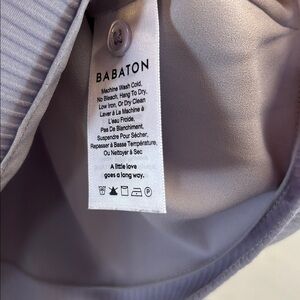 BABATON
Machine Wash Cold,
No Bleach, Hang To Dry,
Low Iron, Or Dry Clean
Laver À La Machine à
L'eau Froide,
Pas De Blanchiment,
Suspendre Pour Sécher,
Repasser à Basse Température,
Ou Nettoyer à Sec
A little love
goes a long way.